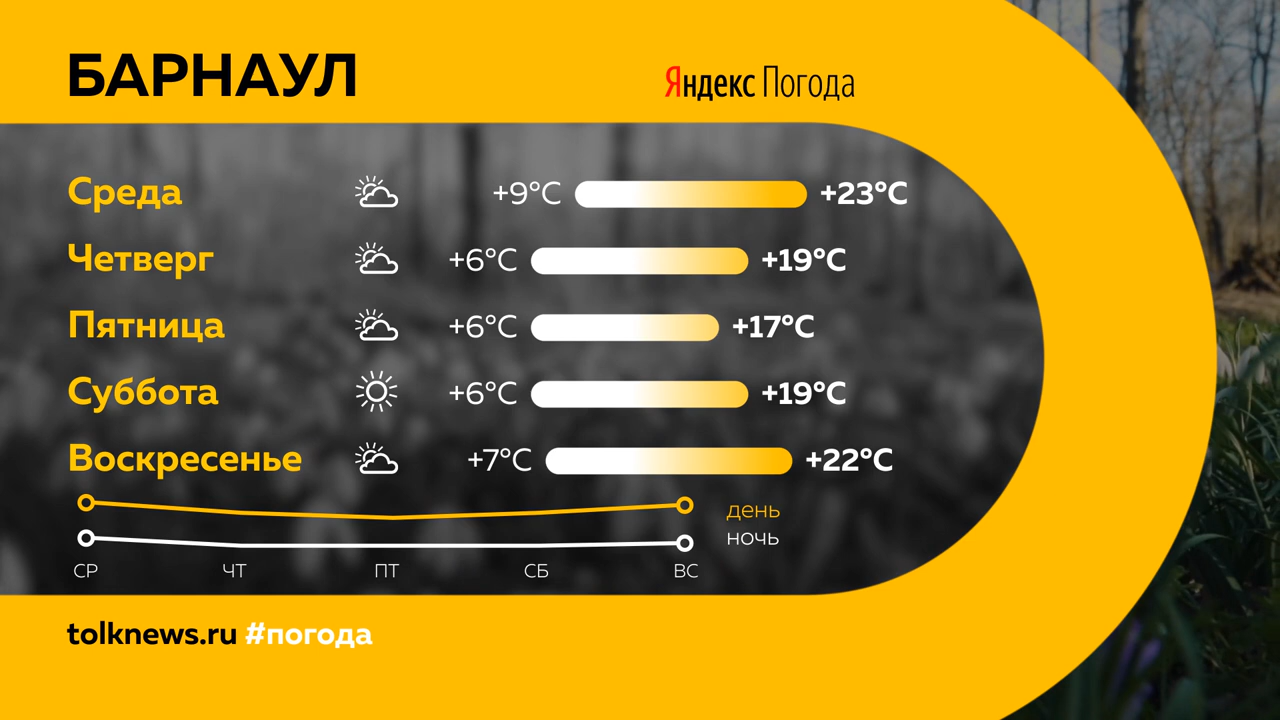 БАРНАУЛ
Яндекс Погода
Среда +9°C +23°C
Четверг +6°C +19°C
Пятница +6°C +17°C
Суббота +6°C +19°C
Воскресенье +7°C +22°C
день
ночь
СР ЧТ ПТ СБ ВС
tolknews.ru #погода